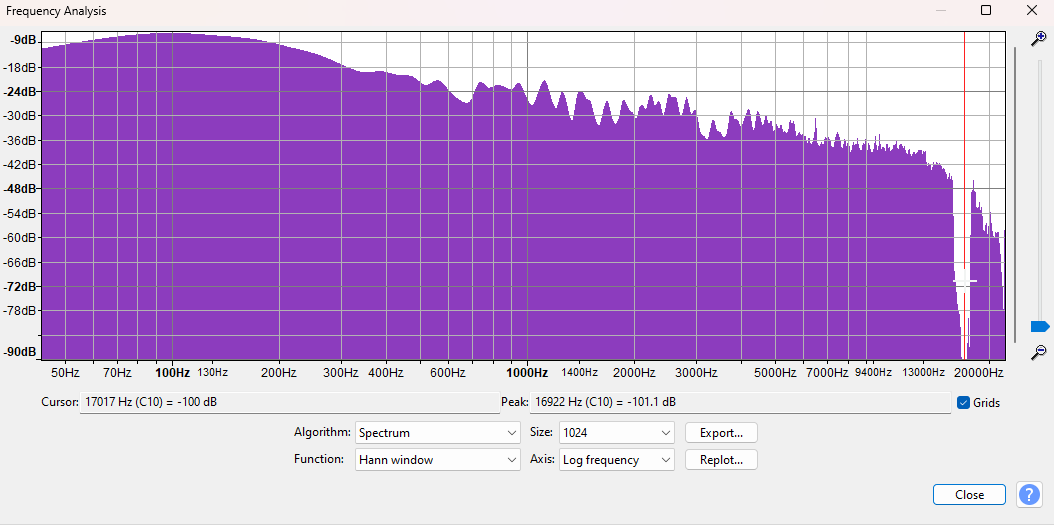 Frequency Analysis
-9dB
-18dB
-24dB
-30dB
-36dB
-42dB
-48dB
-54dB
-60dB
-66dB
-72dB
-78dB
-90dB
50Hz 70Hz 100Hz 130Hz 200Hz 300Hz 400Hz 600Hz 1000Hz 1400Hz 2000Hz 3000Hz 5000Hz 7000Hz 9400Hz 13000Hz 20000Hz
Cursor: 17017 Hz (C10) = -100 dB Peak: 16922 Hz (C10) = -101.1 dB Grids
Algorithm: Spectrum Size: 1024 Export...
Function: Hann window Axis: Log frequency Replot...
Close ?